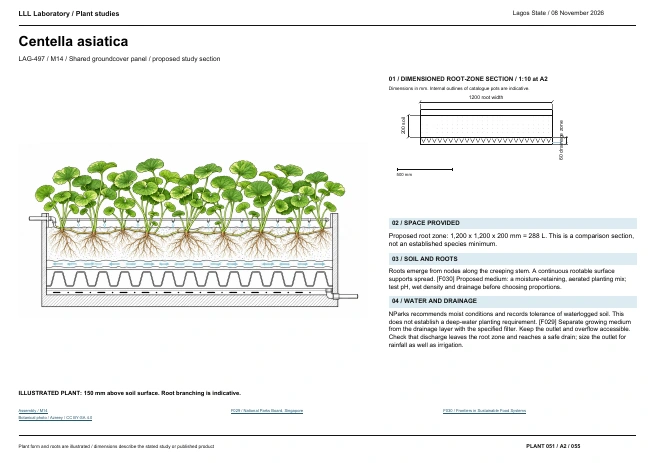 LLL Laboratory / Plant studies
Lagos State / 08 November 2026
Centella asiatica
LAG-497 / M14 / Shared groundcover panel / proposed study section
01 / DIMENSIONED ROOT-ZONE SECTION / 1:10 at A2
Dimensions in mm. Internal outlines of catalogue pots are indicative.
1200 root width
200 soil
60 drainage zone
500 mm
02 / SPACE PROVIDED
Proposed root zone: 1,200 x 1,200 x 200 mm = 288 L. This is a comparison section,
not an established species minimum.
03 / SOIL AND ROOTS
Roots emerge from nodes along the creeping stem. A continuous rootable surface
supports spread. [F030] Proposed medium: a moisture-retaining, aerated planting mix;
test pH, wet density and drainage before choosing proportions.
04 / WATER AND DRAINAGE
NParks recommends moist conditions and records tolerance of waterlogged soil. This
does not establish a deep-water planting requirement. [F029] Separate growing medium
from the drainage layer with the specified filter. Keep the outlet and overflow accessible.
Check that discharge leaves the root zone and reaches a safe drain; size the outlet for
rainfall as well as irrigation.
ILLUSTRATED PLANT: 150 mm above soil surface. Root branching is indicative.
Assembly / M14
Botanical photo / Azeery / CC BY-SA 4.0
F029 / National Parks Board, Singapore
F030 / Frontiers in Sustainable Food Systems
Plant form and roots are illustrated / dimensions describe the stated study or published product
PLANT 051 / A2 / 055